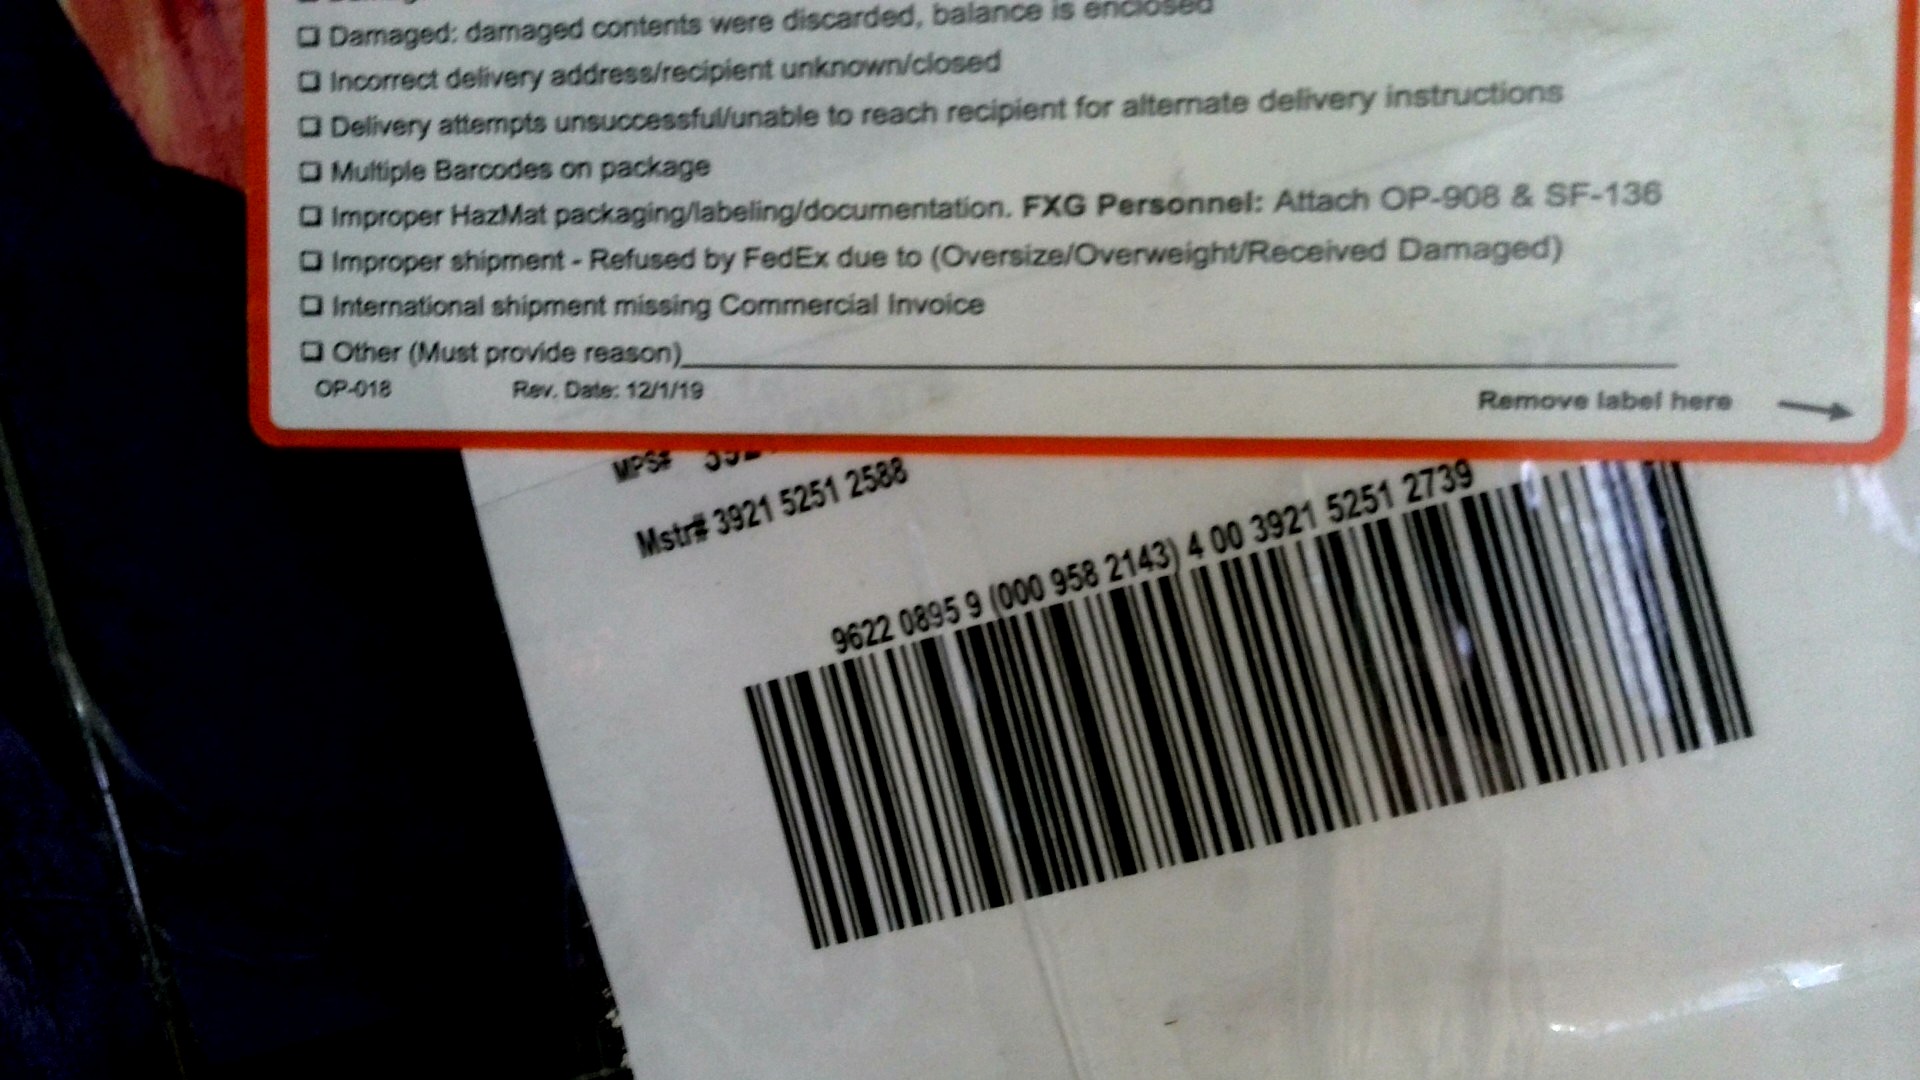 ❑ Damaged: damaged contents were discarded, balance is enclosed
❑ Incorrect delivery address/recipient unknown/closed
❑ Delivery attempts unsuccessful/unable to reach recipient for alternate delivery instructions
❑ Multiple Barcodes on package
❑ Improper HazMat packaging/labeling/documentation. FXG Personnel: Attach OP-908 & SF-136
❑ Improper shipment - Refused by FedEx due to (Oversize/Overweight/Received Damaged)
❑ International shipment missing Commercial Invoice
❑ Other (Must provide reason)
OP-018 Rev. Date: 12/1/19 Remove label here
MPS#
Mstr# 3921 5251 2588
9622 0895 9 (000 958 2143) 4 00 3921 5251 2739